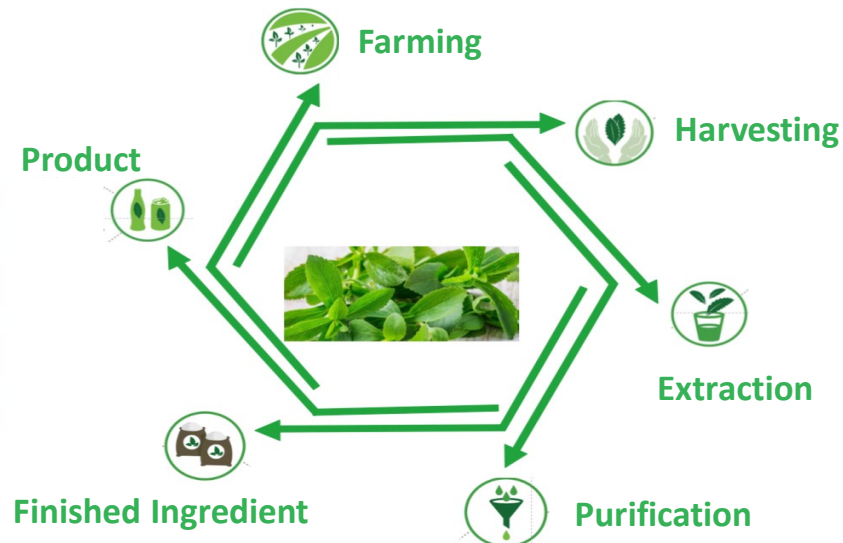 Farming
Harvesting
Product
Extraction
Finished Ingredient
Purification